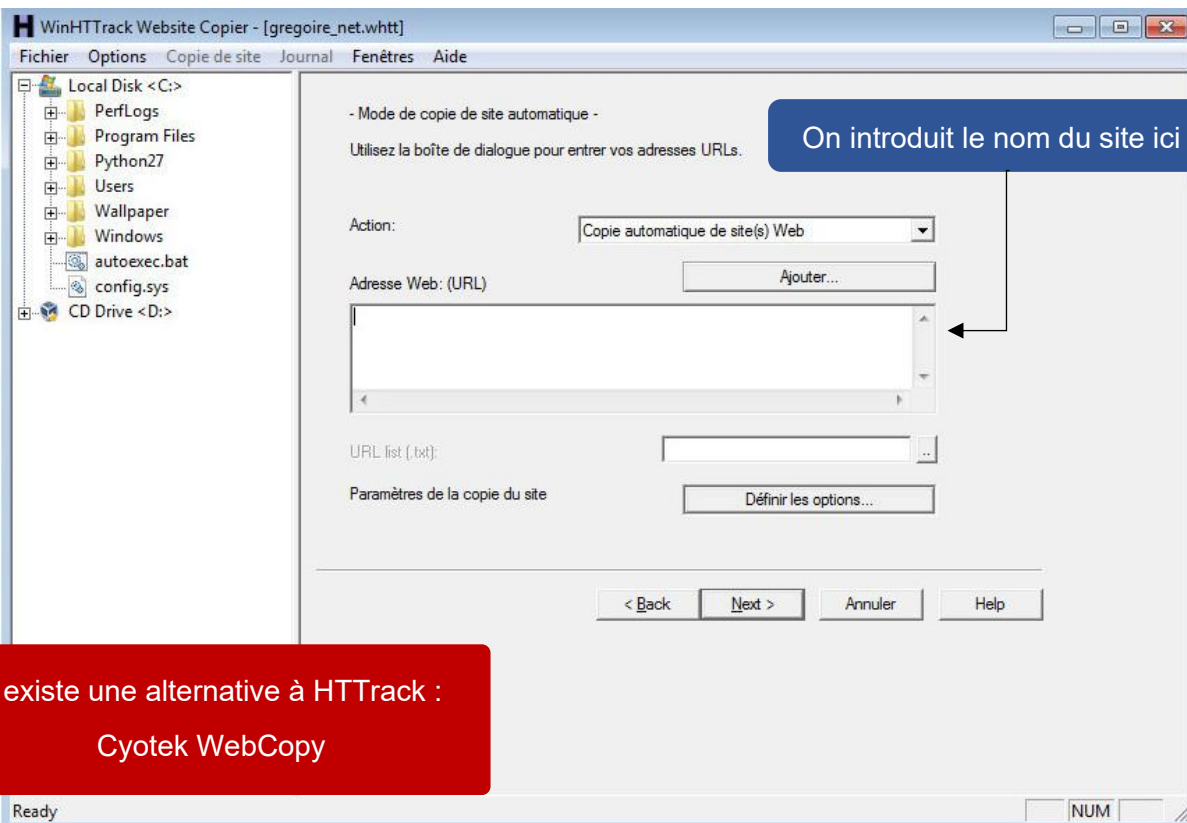 WinHTTrack Website Copier - [gregoire_net.whtt]
Fichier Options Copie de site Journal Fenêtres Aide
Local Disk <C:>
PerfLogs
Program Files
Python27
Users
Wallpaper
Windows
autoexec.bat
config.sys
CD Drive <D:>
- Mode de copie de site automatique -
Utilisez la boîte de dialogue pour entrer vos adresses URLs.
On introduit le nom du site ici
Action:
Copie automatique de site(s) Web
Adresse Web: (URL)
Ajouter...
URL list (.txt):
..
Paramètres de la copie du site
Définir les options...
< Back
Next >
Annuler
Help
existe une alternative à HTTrack :
Cyotek WebCopy
Ready
NUM